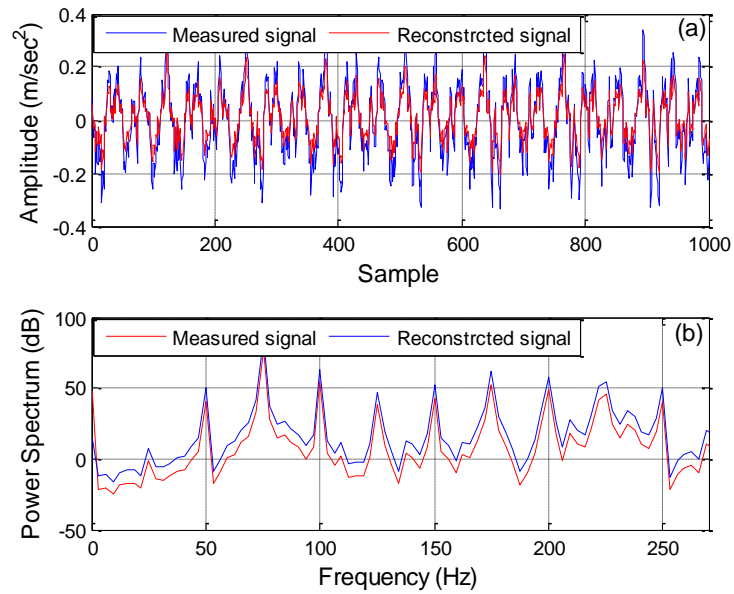 0.4
0.2
0
-0.2
-0.4
Amplitude (m/sec²)
Measured signal
Reconstrcted signal
(a)
0
200
400
600
800
1000
Sample
100
50
0
-50
Power Spectrum (dB)
Measured signal
Reconstrcted signal
(b)
0
50
100
150
200
250
Frequency (Hz)